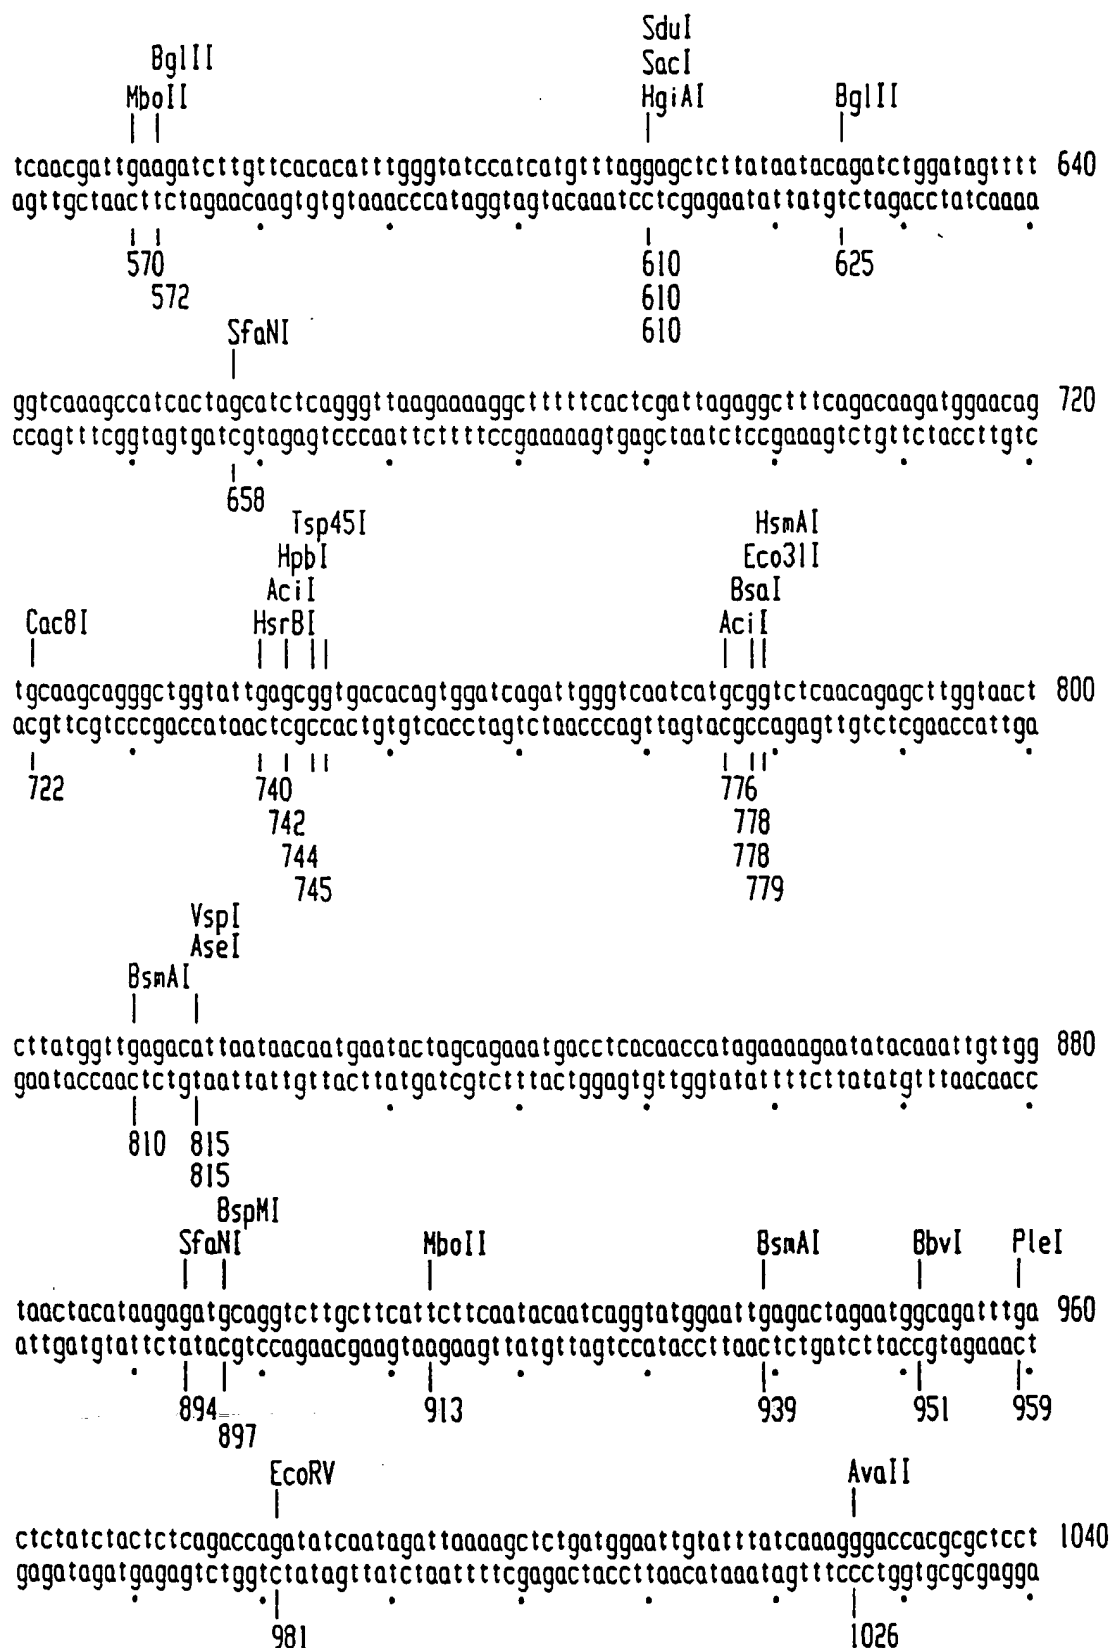 SduI
BglII SacI
MboII HgiAI BglII
tcaacgattgaagatcttgttcacacatttgggtatccatcatgtttaggagctcttataatacagatctggatagtttt 640
agttgctaacttctagaacaagtgtgtaaacccataggtagtacaaatcctcgagaatattatgtctagacctatcaaaa
570 610 625
572 610
610
SfaNI
ggtcaaagccatcactagcatctcagggttaagaaaaggctttttcactcgattagaggctttcagacaagatggaacag 720
ccagtttcggtagtgatcgtagagtcccaattcttttccgaaaaagtgagctaatctccgaaagtctgttctaccttgtc
658
Tsp45I HsmAI
HpbI Eco31I
AciI BsaI
Cac8I HsrBI AciI
tgcaagcagggctggtattgagcggtgacacagtggatcagattgggtcaatcatgcggtctcaacagagcttggtaact 800
acgttcgtcccgaccataactcgccactgtgtcacctagtctaacccagttagtacgccagagttgtctcgaaccattga
722 740 776
742 778
744 778
745 779
VspI
AseI
BsmAI
cttatggttgagacattaataacaatgaatactagcagaaatgacctcacaaccatagaaaagaatatacaaattgttgg 880
gaataccaactctgtaattattgttacttatgatcgtctttactggagtgttggtatattttcttatatgtttaacaacc
810 815
815
BspMI
SfaNI MboII BsmAI BbvI PleI
taactacataagagatgcaggtcttgcttcattcttcaatacaatcaggtatggaattgagactagaatggcagatttga 960
attgatgtattctatacgtccagaacgaagtaagaagttatgttagtccataccttaactctgatcttaccgtagaaact
894 913 939 951 959
897
EcoRV AvaII
ctctatctactctcagaccagatatcaatagattaaaagctctgatggaattgtatttatcaaagggaccacgcgctcct 1040
gagatagatgagagtctggtctatagttatctaattttcgagactaccttaacataaatagtttccctggtgcgcgagga
981 1026